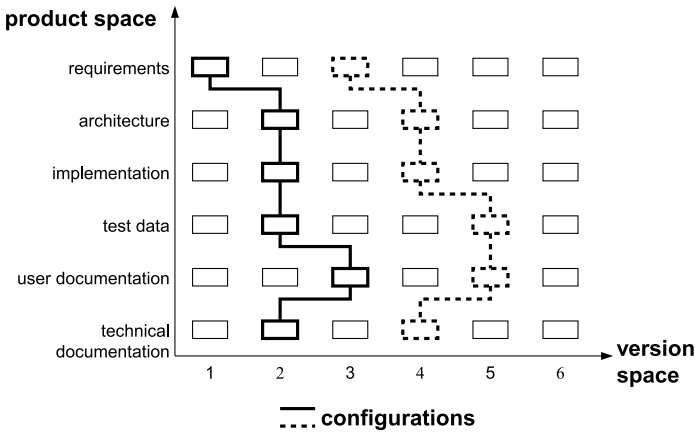 product space
requirements
architecture
implementation
test data
user documentation
technical
documentation
1 2 3 4 5 6
version
space
configurations